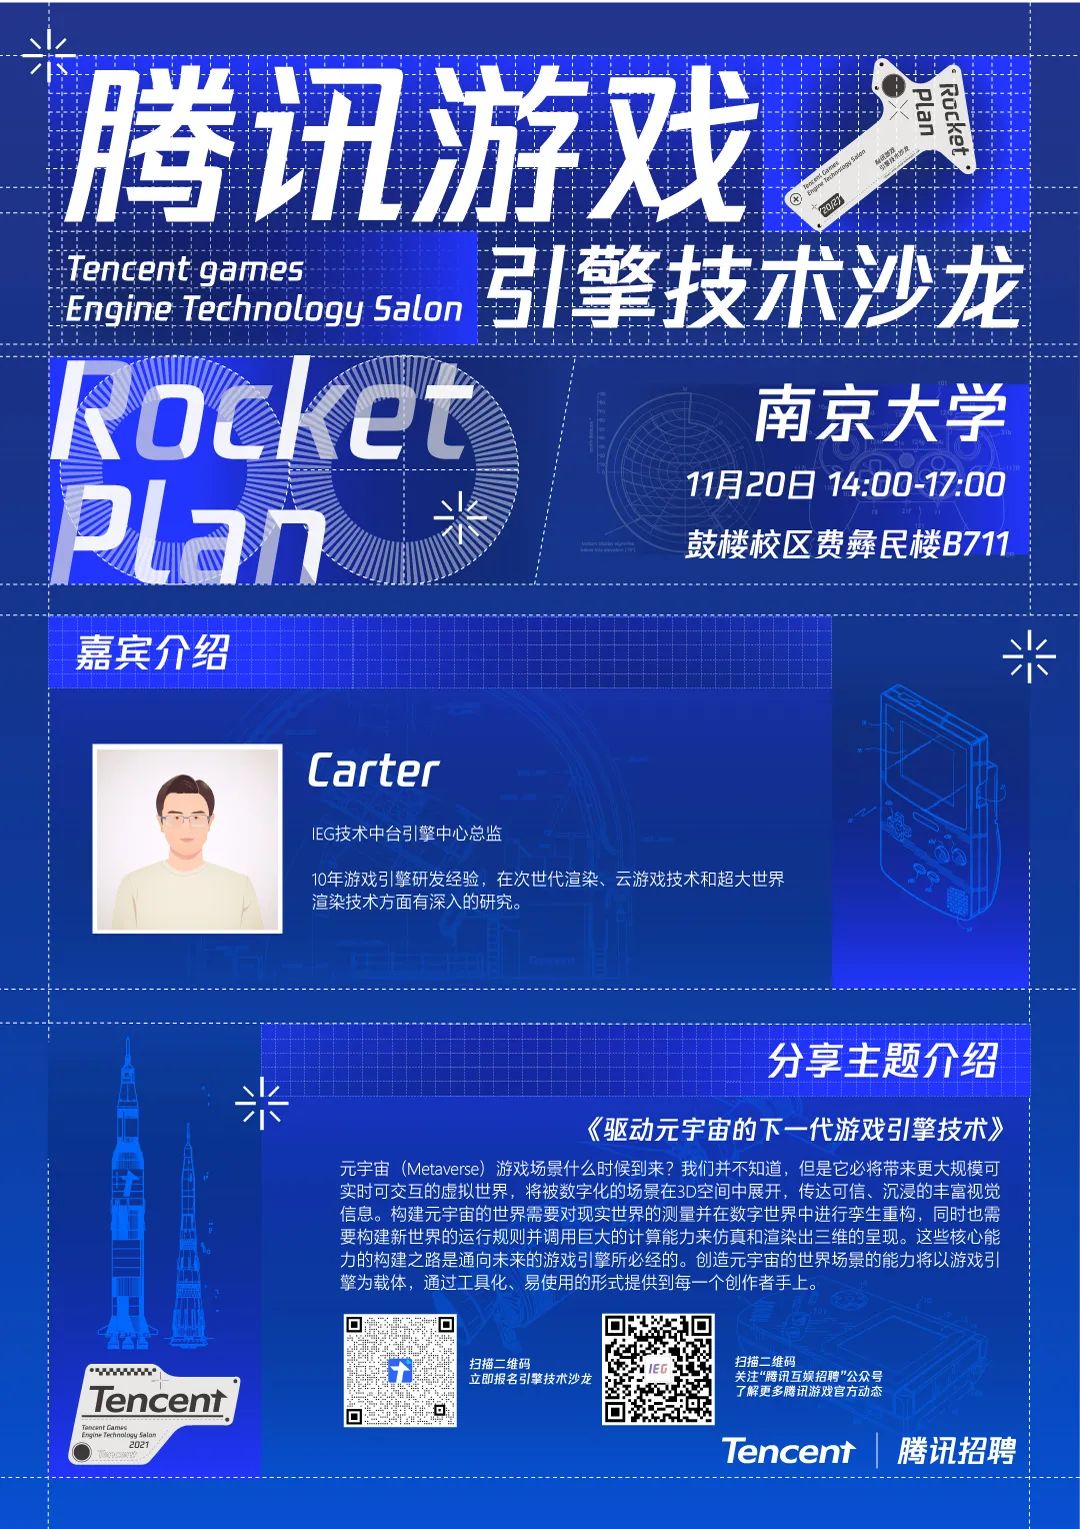 腾讯游戏
Rocket
Plan
Tencent Games
Engine Technology Salon
腾讯游戏
引擎技术沙龙
Tencent games
Engine Technology Salon
引擎技术沙龙
Rocket
Plan
南京大学
11月20日 14:00-17:00
鼓楼校区费彝民楼B711
嘉宾介绍
Carter
IEG技术中台引擎中心总监
10年游戏引擎研发经验，在次世代渲染、云游戏技术和超大世界
渲染技术方面有深入的研究。
分享主题介绍
《驱动元宇宙的下一代游戏引擎技术》
元宇宙（Metaverse）游戏场景什么时候到来？我们并不知道，但是它必将带来更大规模可
实时可交互的虚拟世界，将被数字化的场景在3D空间中展开，传达可信、沉浸的丰富视觉
信息。构建元宇宙的世界需要对现实世界的测量并在数字世界中进行孪生重构，同时也需
要构建新世界的运行规则并调用巨大的计算能力来仿真和渲染出三维的呈现。这些核心能
力的构建之路是通向未来的游戏引擎所必经的。创造元宇宙的世界场景的能力将以游戏引
擎为载体，通过工具化、易使用的形式提供到每一个创作者手上。
扫描二维码
立即报名引擎技术沙龙
IEG
扫描二维码
关注“腾讯互娱招聘”公众号
了解更多腾讯游戏官方动态
Tencent
Tencent Games
Engine Technology Salon
2021
Tencent
Tencent
腾讯招聘